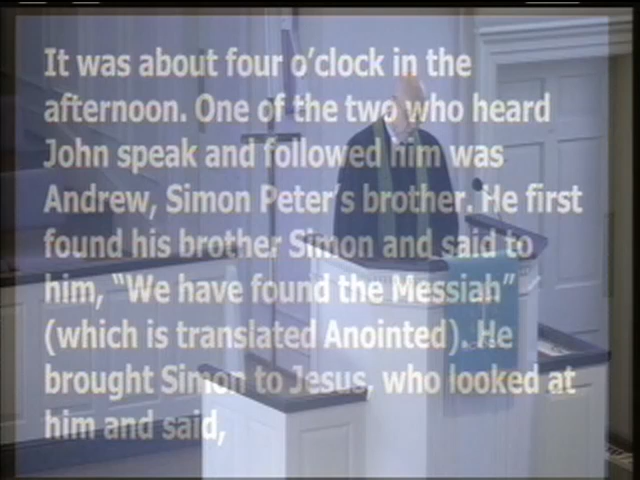 It was about four o’clock in the
afternoon. One of the two who heard
John speak and followed him was
Andrew, Simon Peter’s brother. He first
found his brother Simon and said to
him, “We have found the Messiah”
(which is translated Anointed). He
brought Simon to Jesus, who looked at
him and said,